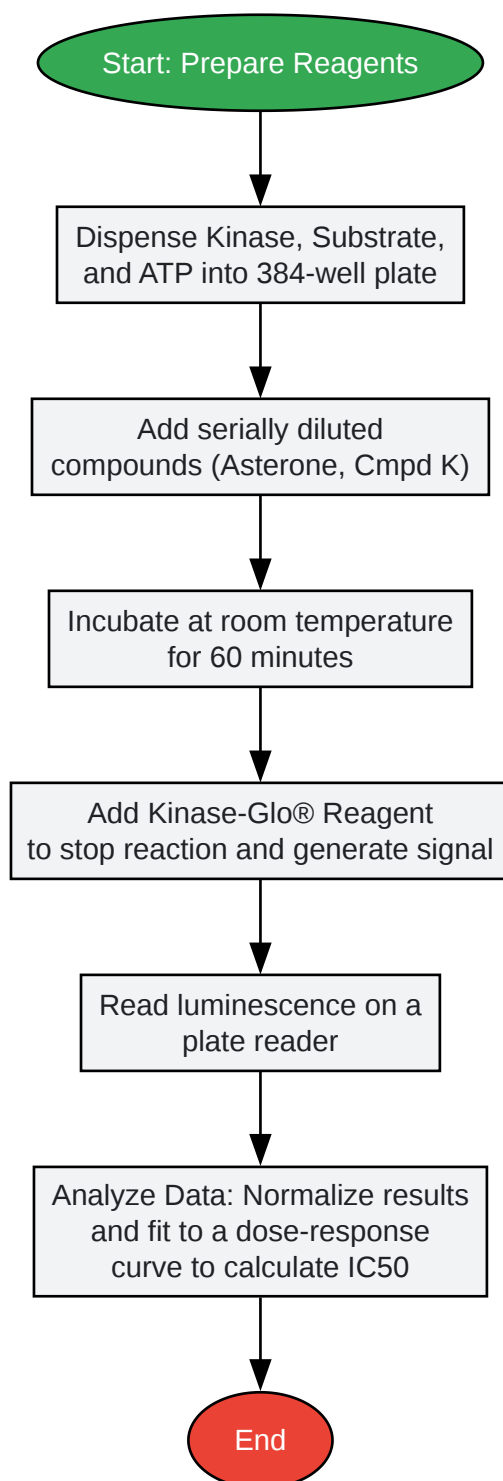 Start: Prepare Reagents
Dispense Kinase, Substrate,
and ATP into 384-well plate
Add serially diluted
compounds (Asterone, Cmpd K)
Incubate at room temperature
for 60 minutes
Add Kinase-Glo® Reagent
to stop reaction and generate signal
Read luminescence on a
plate reader
Analyze Data: Normalize results
and fit to a dose-response
curve to calculate IC50
End